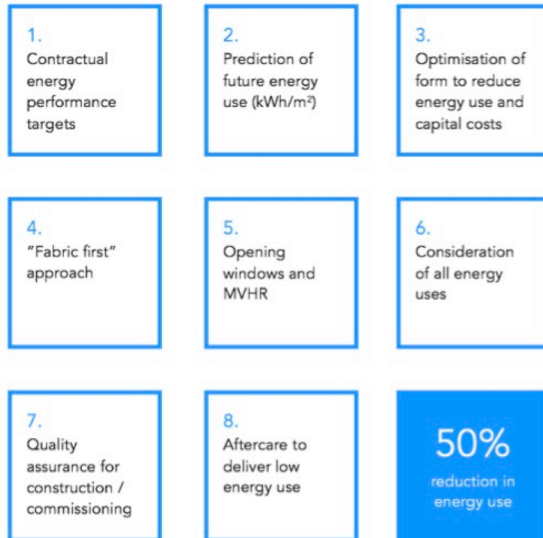 1.
Contractual
energy
performance
targets
2.
Prediction of
future energy
use (kWh/m²)
3.
Optimisation of
form to reduce
energy use and
capital costs
4.
"Fabric first"
approach
5.
Opening
windows and
MVHR
6.
Consideration
of all energy
uses
7.
Quality
assurance for
construction /
commissioning
8.
Aftercare to
deliver low
energy use
50%
reduction in
energy use